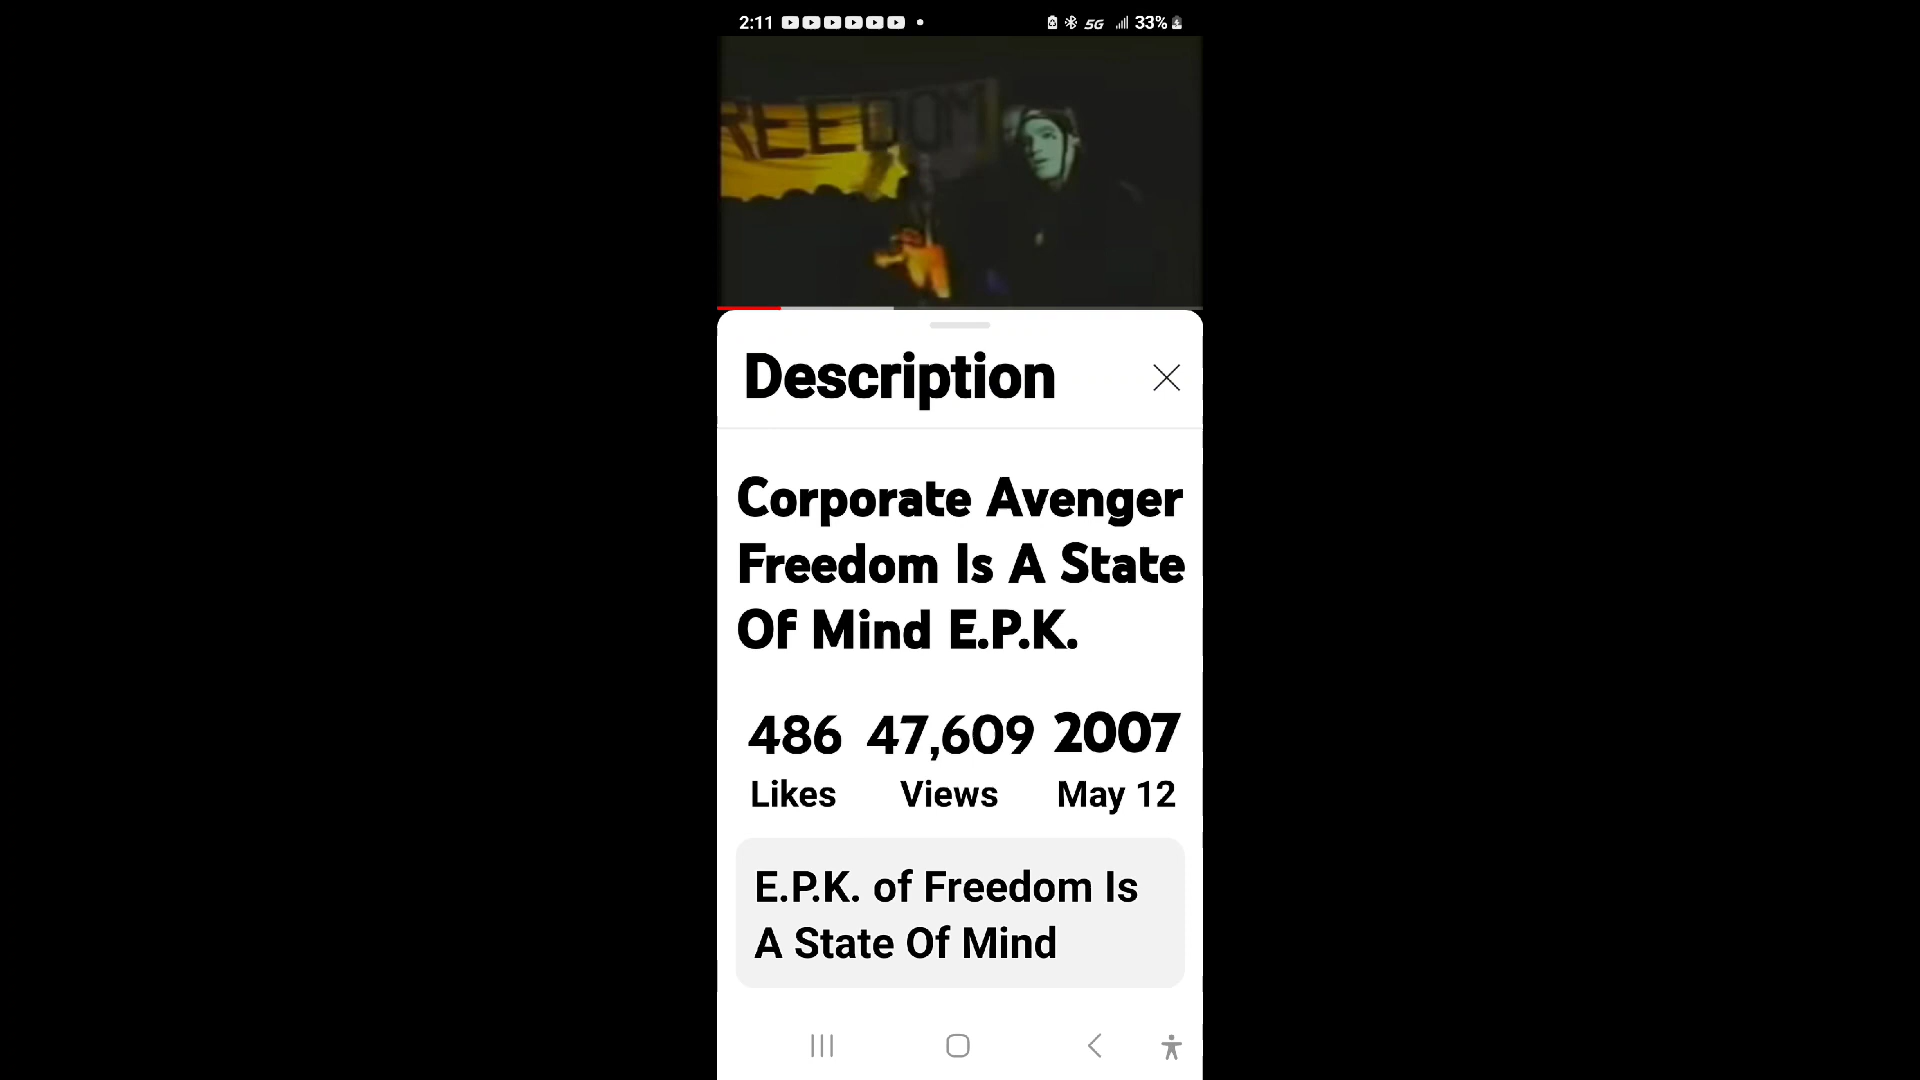 2:11 5G 33%
FREEDOM
Description
Corporate Avenger
Freedom Is A State
Of Mind E.P.K.
486 47,609 2007
Likes Views May 12
E.P.K. of Freedom Is
A State Of Mind